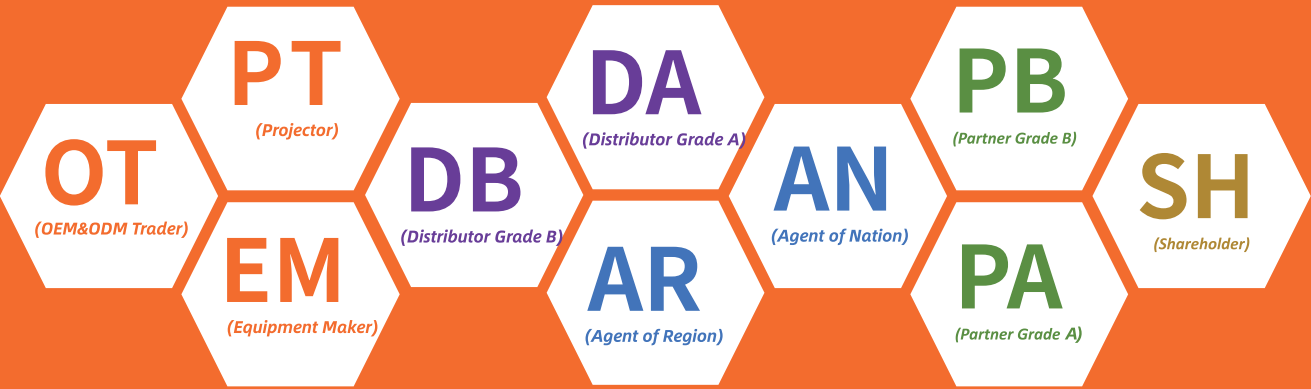 OT
(OEM&ODM Trader)
PT
(Projector)
EM
(Equipment Maker)
DB
(Distributor Grade B)
DA
(Distributor Grade A)
AR
(Agent of Region)
AN
(Agent of Nation)
PB
(Partner Grade B)
PA
(Partner Grade A)
SH
(Shareholder)